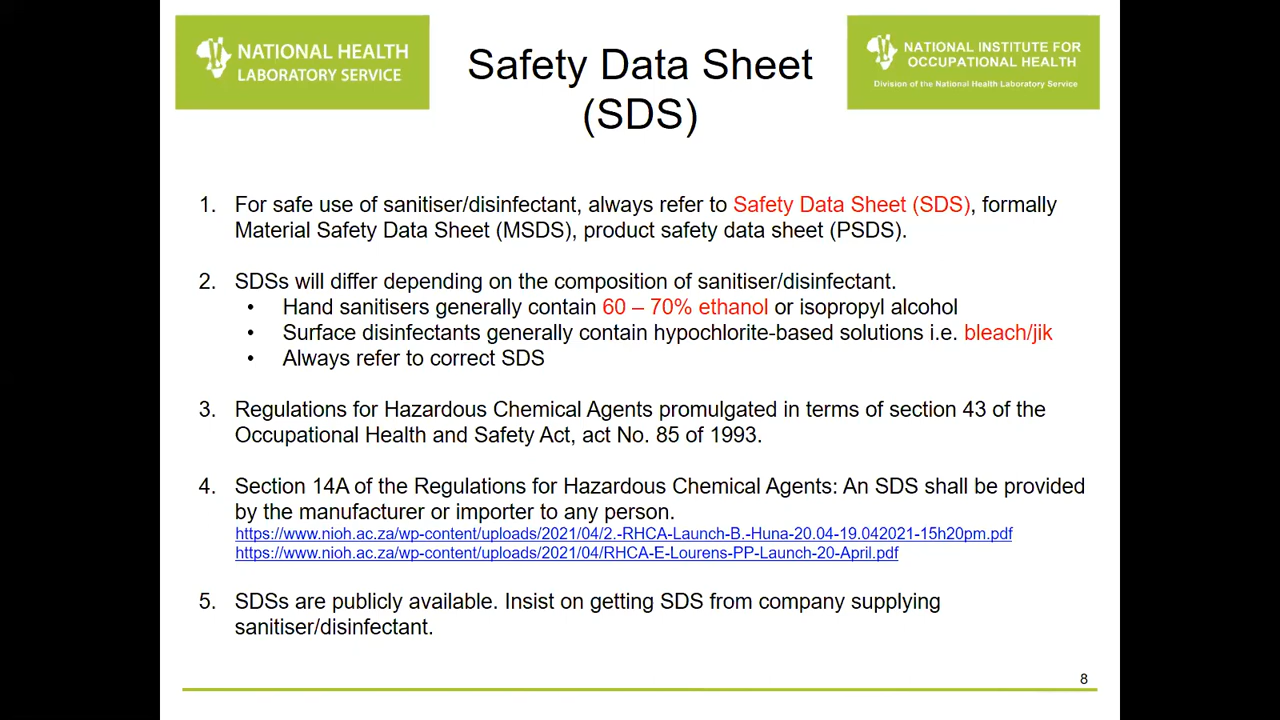 NATIONAL HEALTH
LABORATORY SERVICE
Safety Data Sheet
(SDS)
NATIONAL INSTITUTE FOR
OCCUPATIONAL HEALTH
Division of the National Health Laboratory Service
1. For safe use of sanitiser/disinfectant, always refer to Safety Data Sheet (SDS), formally
Material Safety Data Sheet (MSDS), product safety data sheet (PSDS).
2. SDSs will differ depending on the composition of sanitiser/disinfectant.
• Hand sanitisers generally contain 60 – 70% ethanol or isopropyl alcohol
• Surface disinfectants generally contain hypochlorite-based solutions i.e. bleach/jik
• Always refer to correct SDS
3. Regulations for Hazardous Chemical Agents promulgated in terms of section 43 of the
Occupational Health and Safety Act, act No. 85 of 1993.
4. Section 14A of the Regulations for Hazardous Chemical Agents: An SDS shall be provided
by the manufacturer or importer to any person.
https://www.nioh.ac.za/wp-content/uploads/2021/04/2.-RHCA-Launch-B.-Huna-20.04-19.042021-15h20pm.pdf
https://www.nioh.ac.za/wp-content/uploads/2021/04/RHCA-E-Lourens-PP-Launch-20-April.pdf
5. SDSs are publicly available. Insist on getting SDS from company supplying
sanitiser/disinfectant.
8